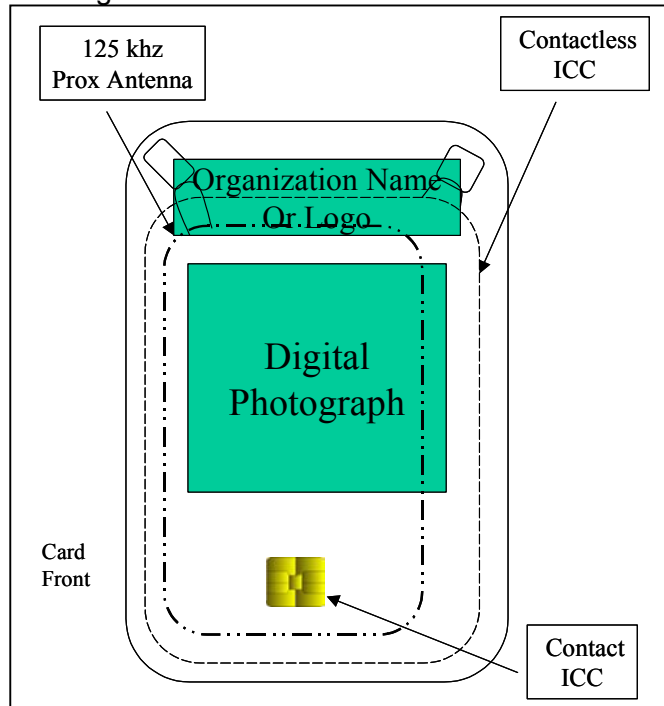 125 khz
Prox Antenna
Contactless
ICC
Organization Name
Or Logo
Digital
Photograph
Card
Front
Contact
ICC